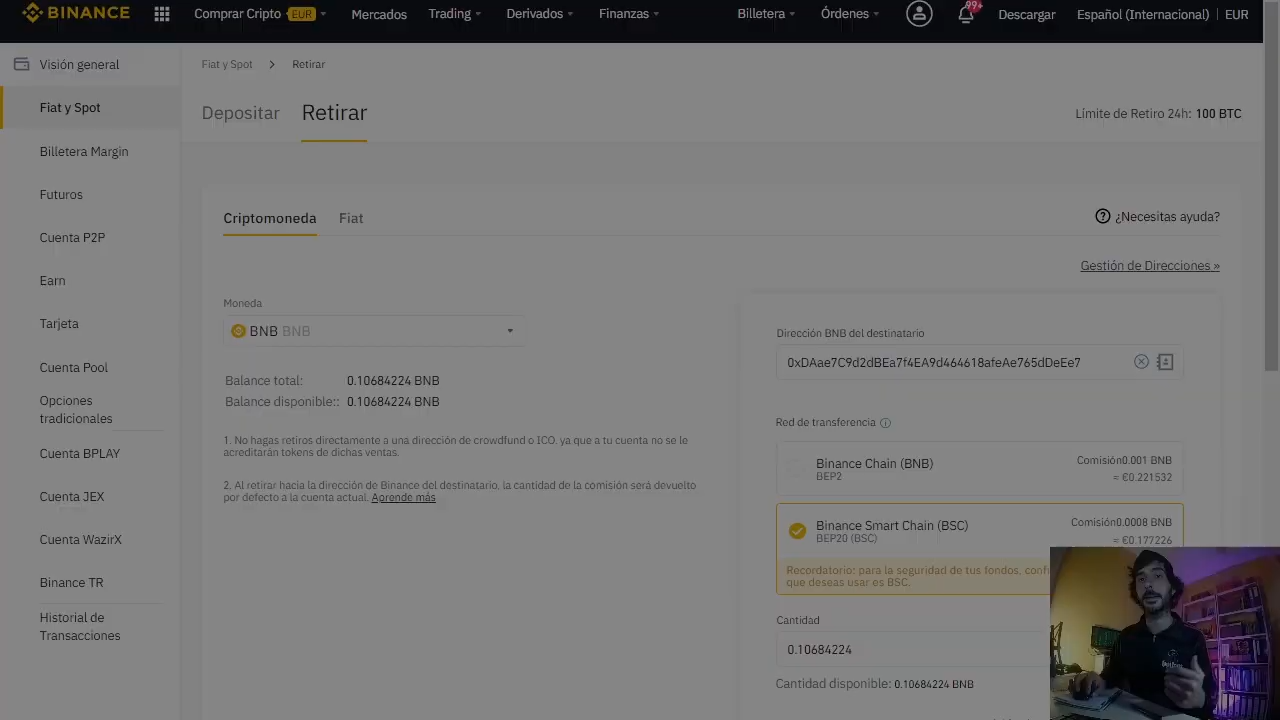 BINANCE
Comprar Cripto EUR
Mercados
Trading
Derivados
Finanzas
Billetera
Órdenes
99+
Descargar
Español (Internacional)
EUR
Visión general
Fiat y Spot
Billetera Margin
Futuros
Cuenta P2P
Earn
Tarjeta
Cuenta Pool
Opciones
tradicionales
Cuenta BPLAY
Cuenta JEX
Cuenta WazirX
Binance TR
Historial de
Transacciones
Fiat y Spot > Retirar
Depositar
Retirar
Límite de Retiro 24h: 100 BTC
Criptomoneda
Fiat
¿Necesitas ayuda?
Gestión de Direcciones »
Moneda
BNB BNB
Balance total: 0.10684224 BNB
Balance disponible:: 0.10684224 BNB
1. No hagas retiros directamente a una dirección de crowdfund o ICO, ya que a tu cuenta no se le
acreditarán tokens de dichas ventas.
2. Al retirar hacia la dirección de Binance del destinatario, la cantidad de la comisión será devuelto
por defecto a la cuenta actual. Aprende más
Dirección BNB del destinatario
0xDAae7C9d2dBEa7f4EA9d464618afeAe765dDeEe7
Red de transferencia
Binance Chain (BNB)
BEP2
Comisión0.001 BNB
≈ €0.221532
Binance Smart Chain (BSC)
BEP20 (BSC)
Comisión0.0008 BNB
≈ €0.177226
Recordatorio: para la seguridad de tus fondos, conf
que deseas usar es BSC.
Cantidad
0.10684224
Cantidad disponible: 0.10684224 BNB